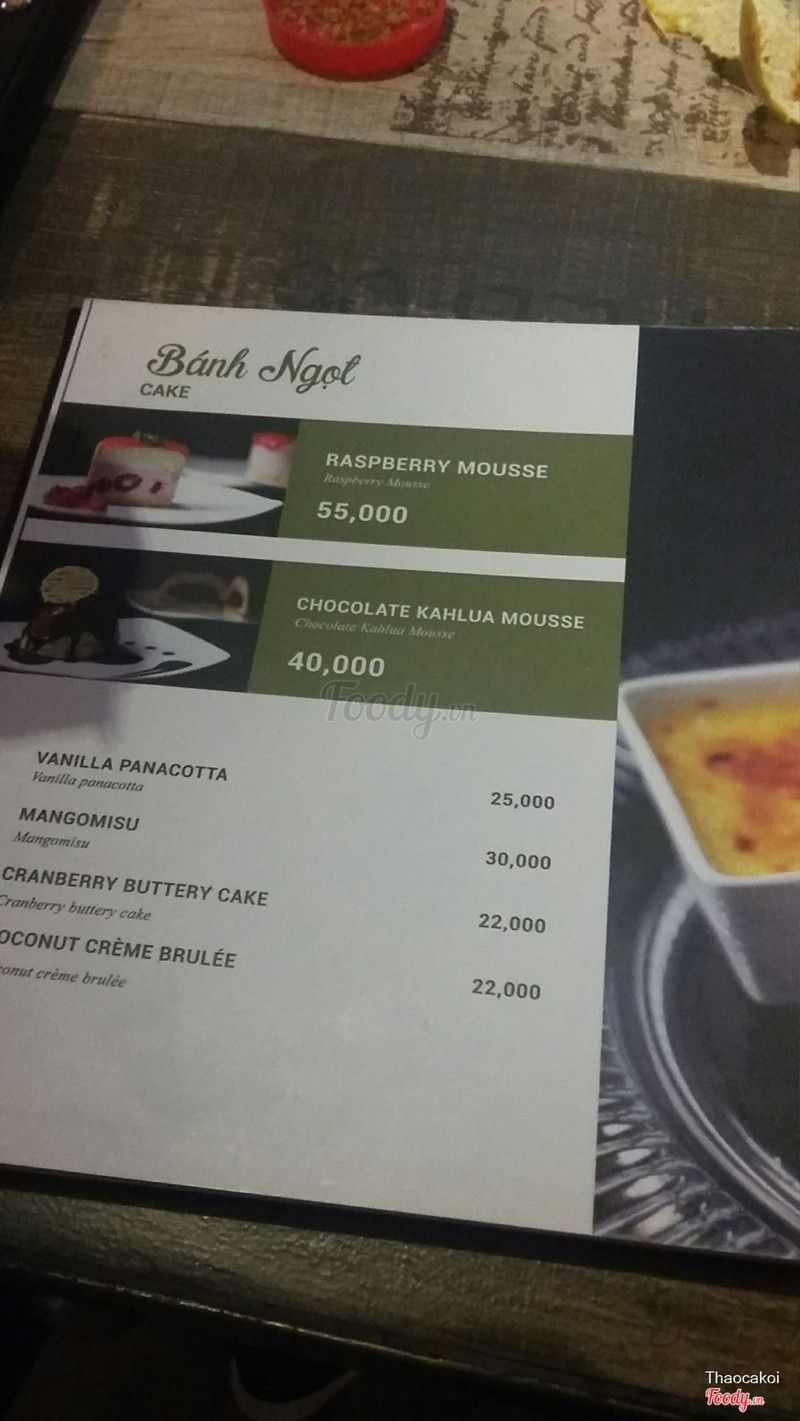 Bánh Ngọt
CAKE
RASPBERRY MOUSSE
Raspberry Mousse
55,000
CHOCOLATE KAHLUA MOUSSE
Chocolate Kahlua Mousse
40,000
Foody.vn
VANILLA PANACOTTA
Vanilla panacotta
25,000
MANGOMISU
Mangomisu
30,000
CRANBERRY BUTTERY CAKE
Cranberry buttery cake
22,000
OCONUT CRÈME BRULÉE
conut crème brulée
22,000
Thaocakoi
Foody.vn